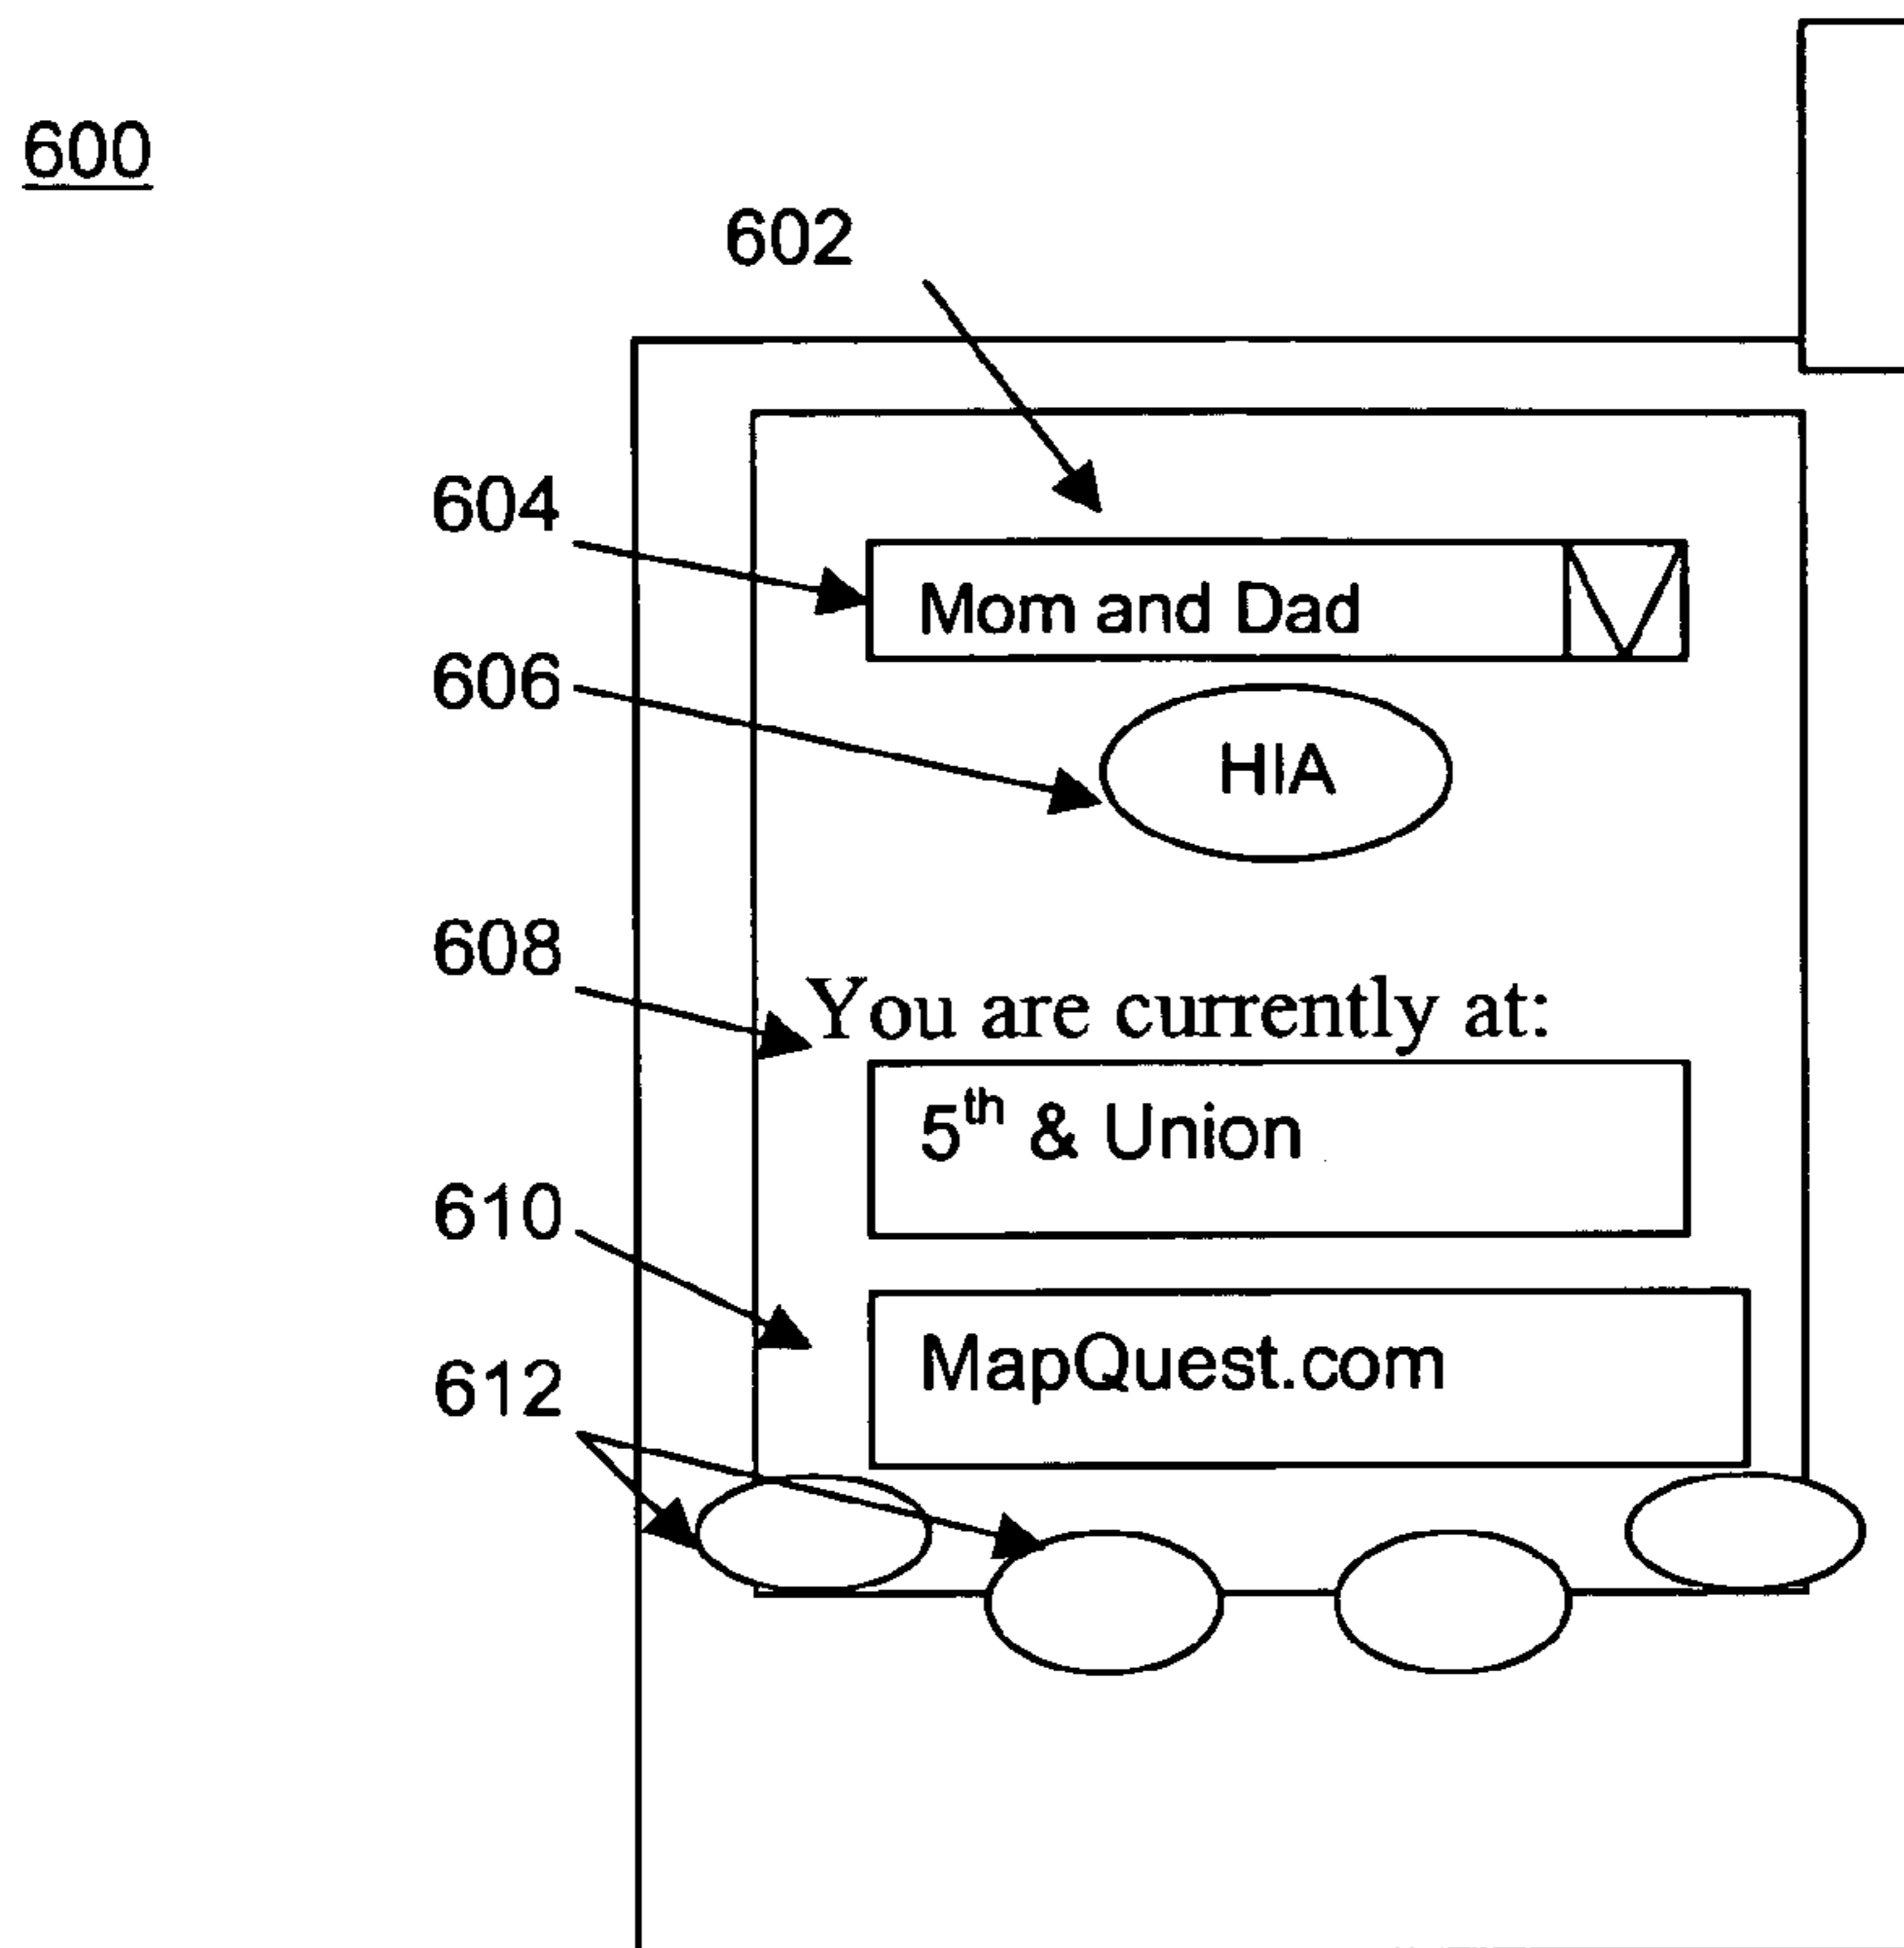 600
602
604
Mom and Dad
606
HIA
608
You are currently at:
5th & Union
610
MapQuest.com
612